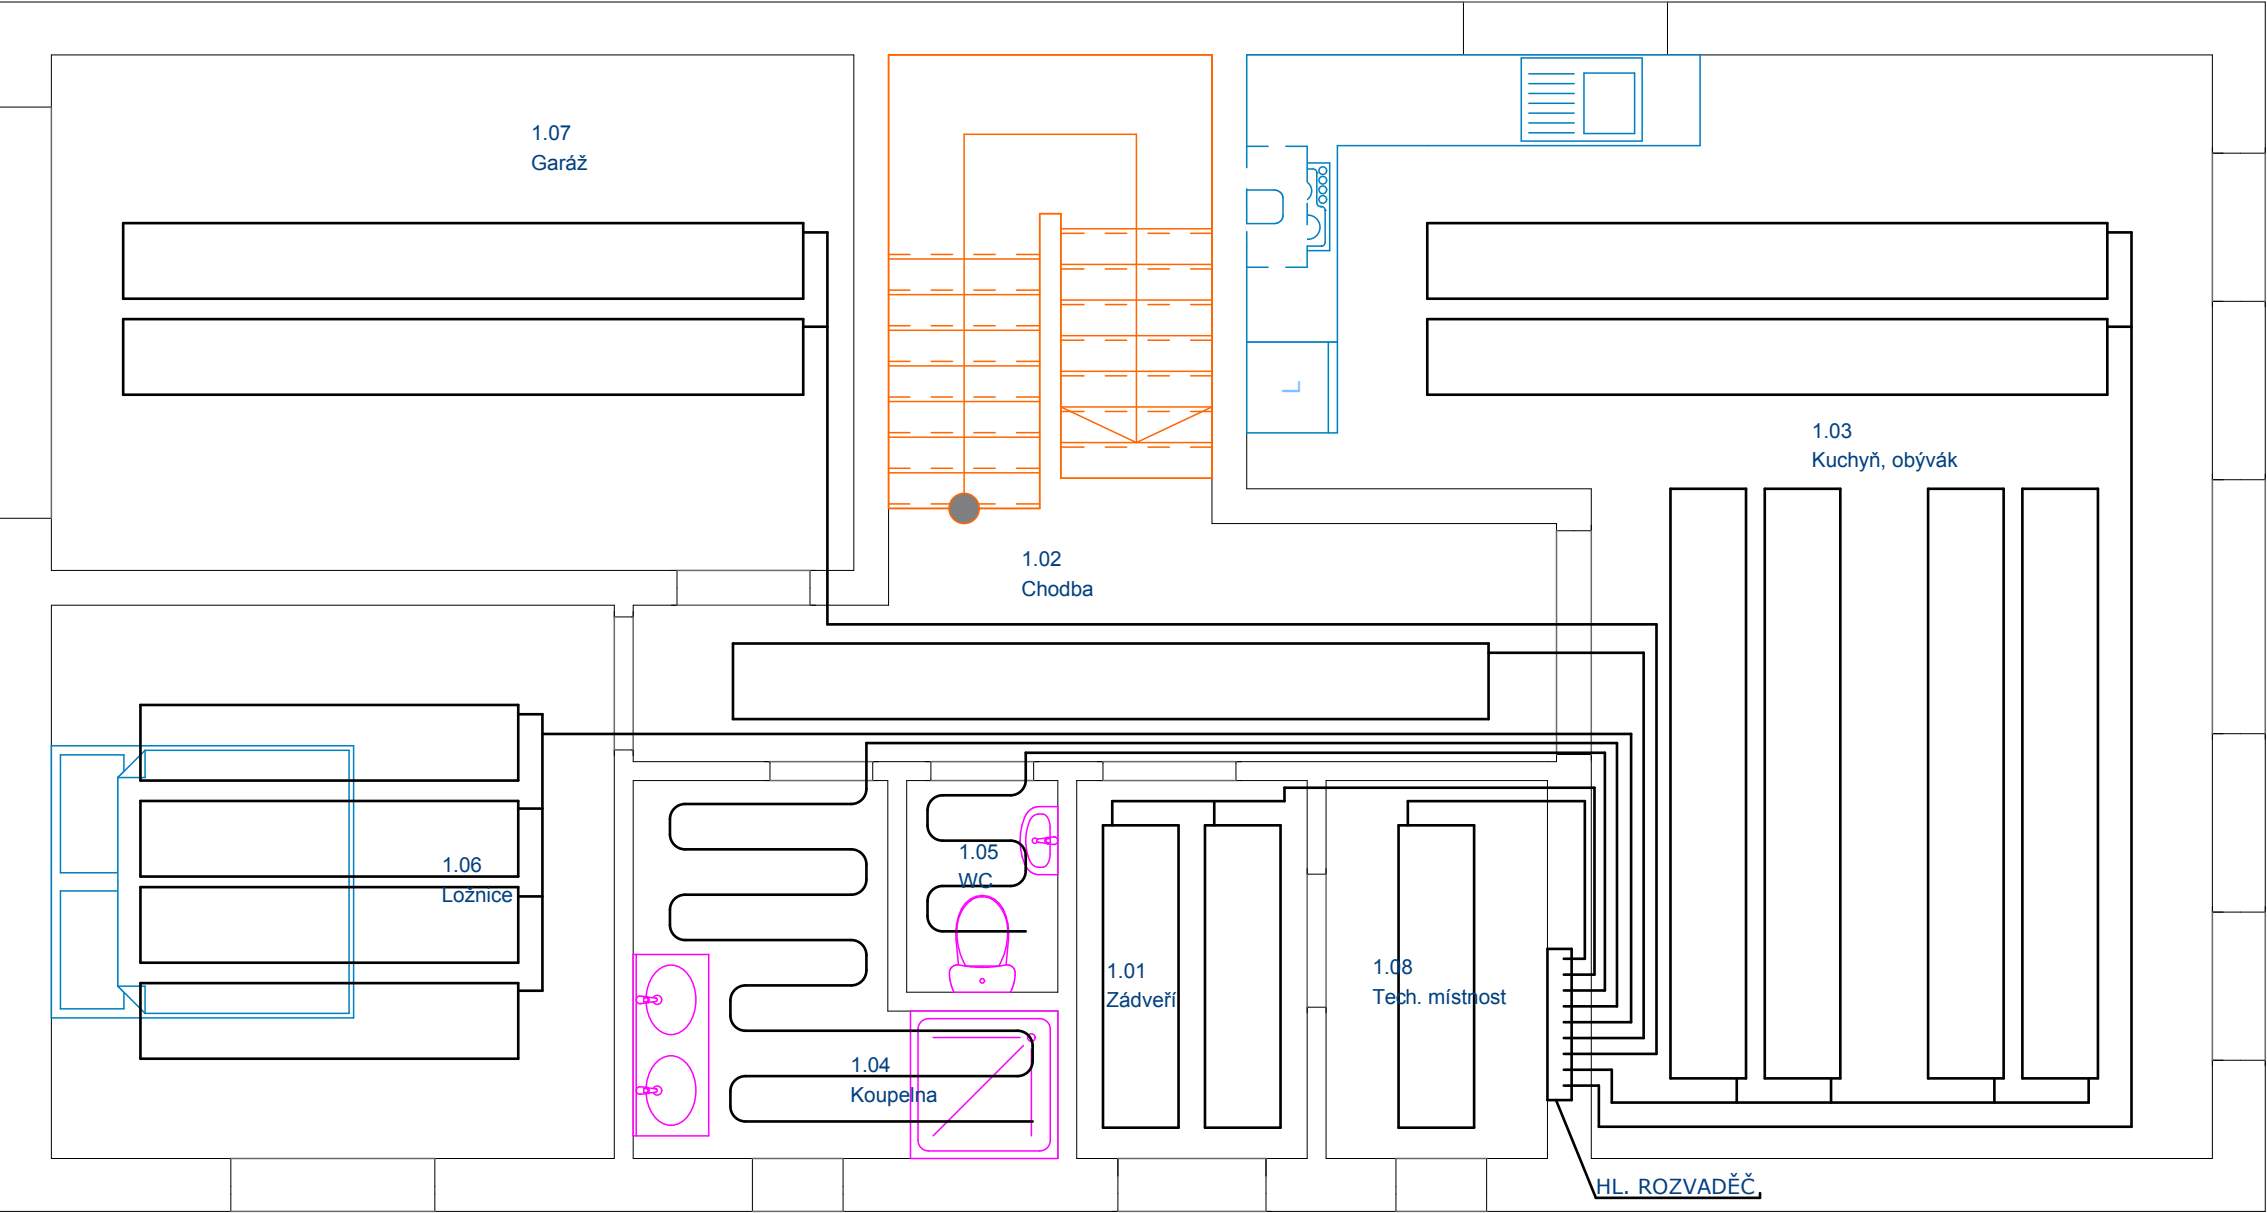 1.07
Garáž
L
1.03
Kuchyň, obývák
1.02
Chodba
1.06
Ložnice
1.05
WC
1.01
Zádveří
1.08
Tech. místnost
1.04
Koupelna
HL. ROZVADĚČ